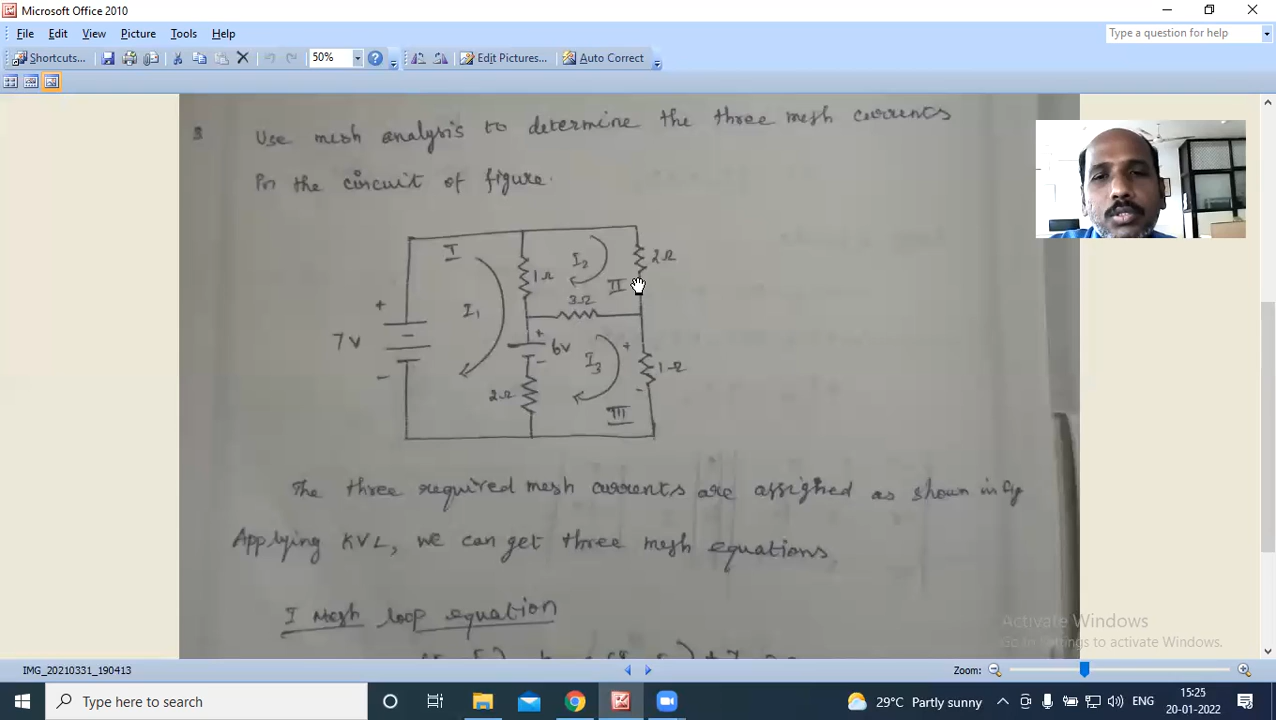 Microsoft Office 2010
File Edit View Picture Tools Help
Type a question for help
Shortcuts... 50% Edit Pictures... Auto Correct
3 Use mesh analysis to determine the three mesh currents
in the circuit of figure.
I I2 2Ω
1Ω II
I1 3Ω
+ + +
7V 6V I3 1Ω
- - -
2Ω III
The three required mesh currents are assigned as shown in
Applying KVL, we can get three mesh equations
I Mesh loop equation
Activate Windows
Go to Settings to activate Windows.
IMG_20210331_190413 Zoom:
Type here to search 29°C Partly sunny ENG 15:25
20-01-2022